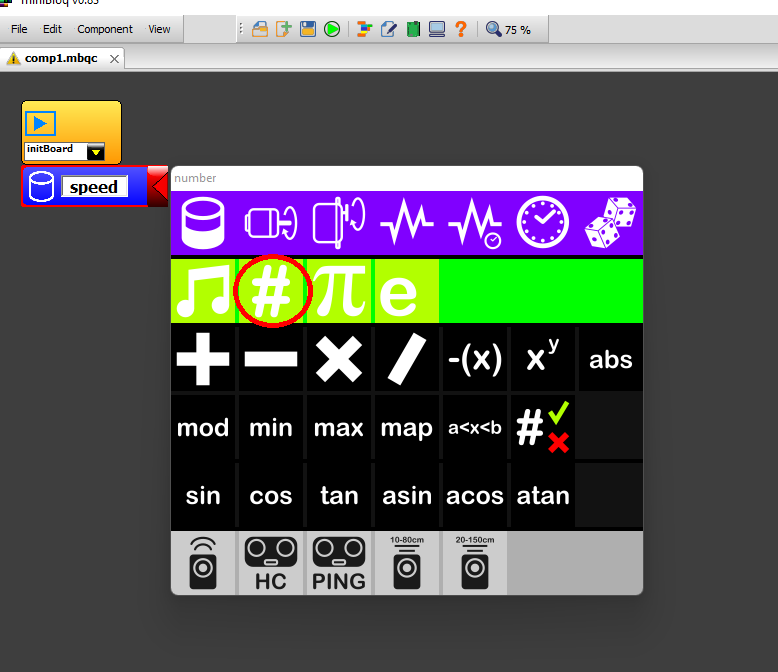 miniBloq v0.83
File Edit Component View 75 %
comp1.mbqc
initBoard
speed
number
# π e
-(x) xʸ abs
mod min max map a<x<b #
sin cos tan asin acos atan
10-80cm 20-150cm
HC PING